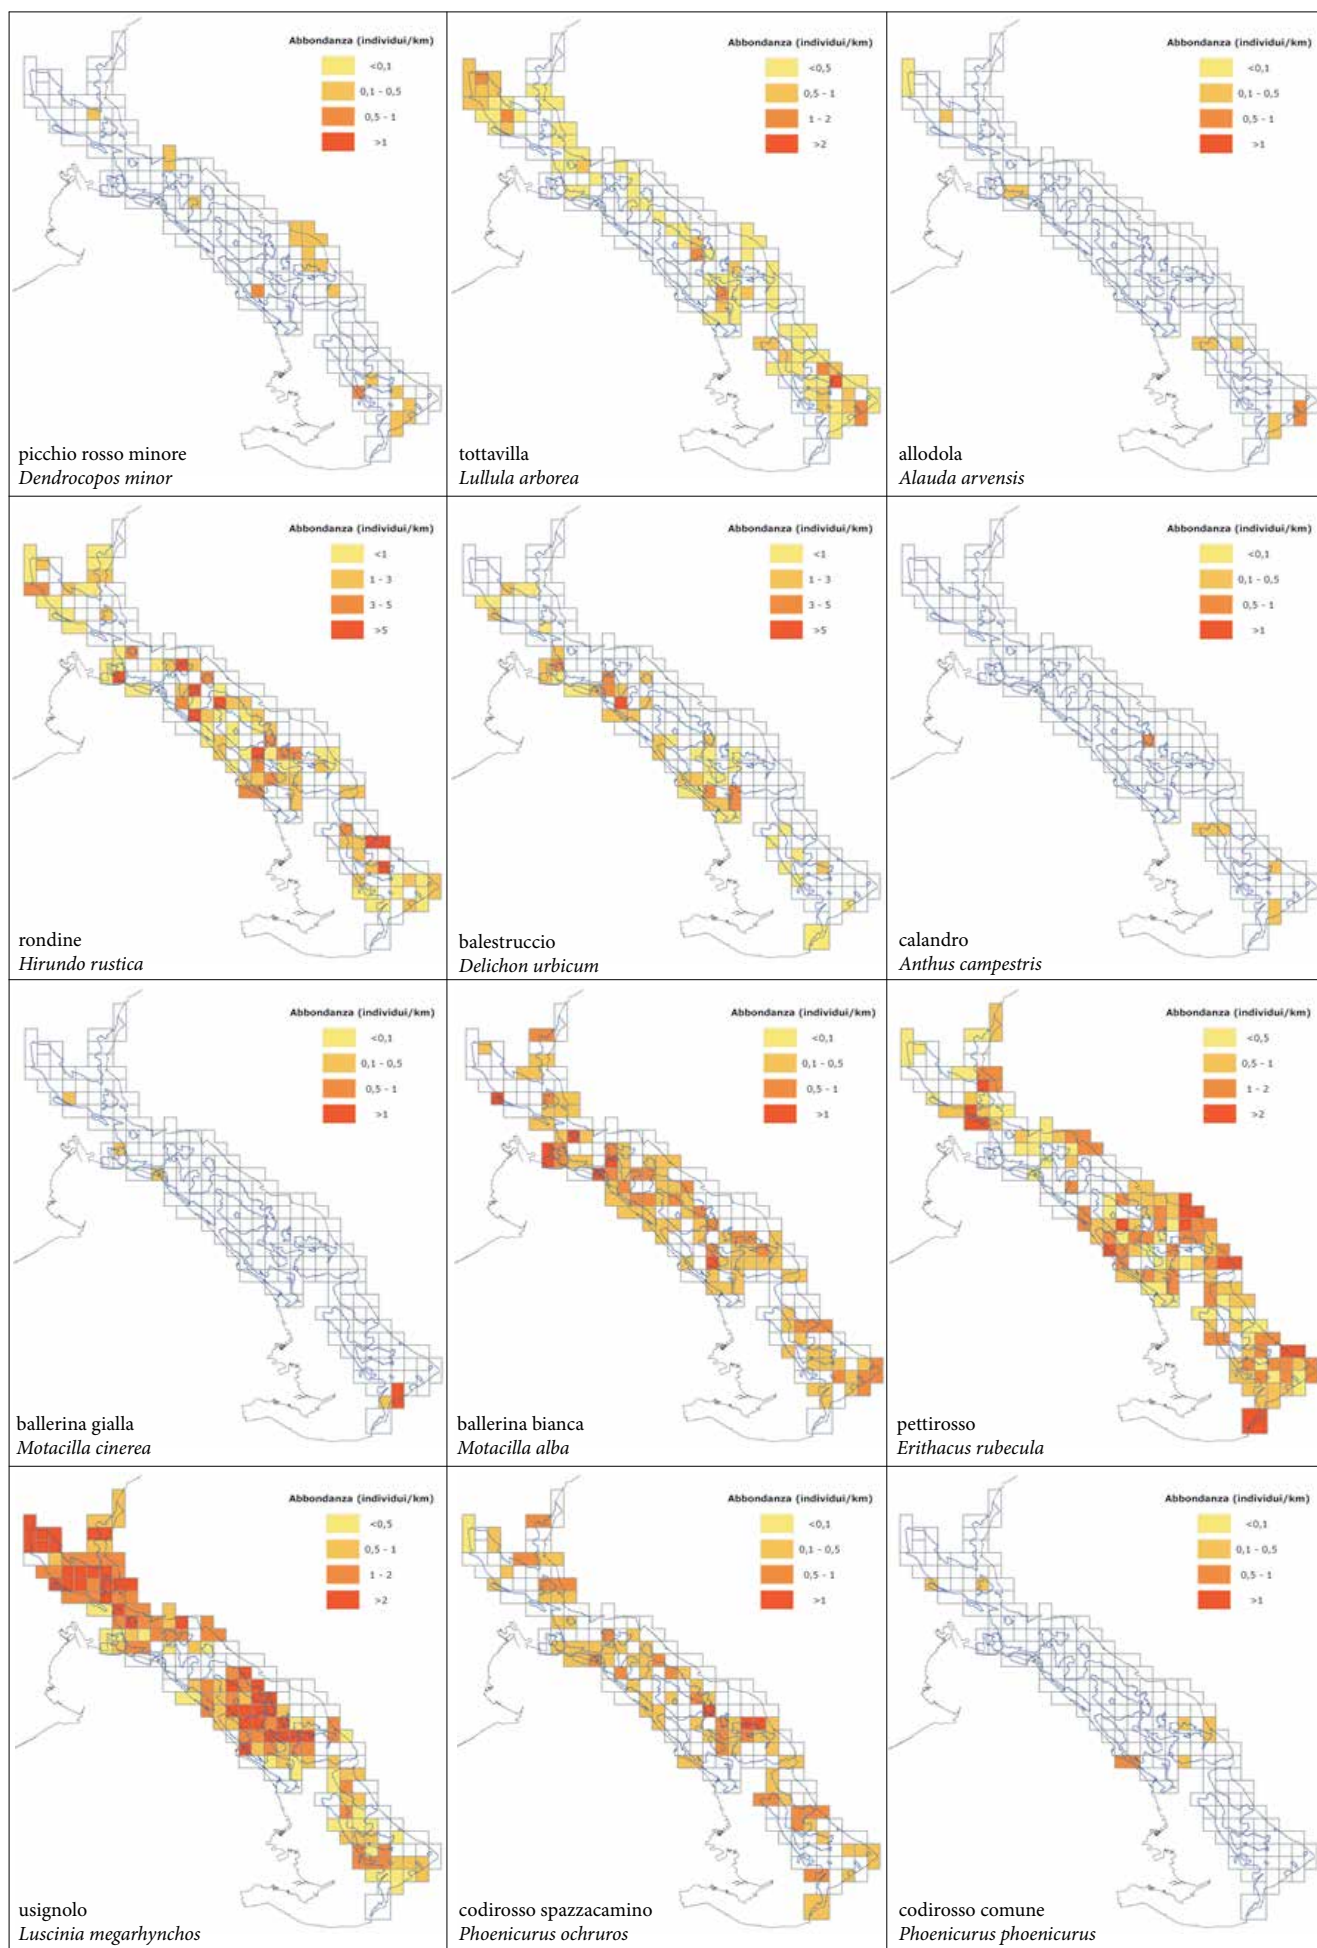 Abbondanza (individui/km)
<0,1
0,1 - 0,5
0,5 - 1
>1
picchio rosso minore
Dendrocopos minor
Abbondanza (individui/km)
<0,5
0,5 - 1
1 - 2
>2
tottavilla
Lullula arborea
Abbondanza (individui/km)
<0,1
0,1 - 0,5
0,5 - 1
>1
allodola
Alauda arvensis
Abbondanza (individui/km)
<1
1 - 3
3 - 5
>5
rondine
Hirundo rustica
Abbondanza (individui/km)
<1
1 - 3
3 - 5
>5
balestruccio
Delichon urbicum
Abbondanza (individui/km)
<0,1
0,1 - 0,5
0,5 - 1
>1
calandro
Anthus campestris
Abbondanza (individui/km)
<0,1
0,1 - 0,5
0,5 - 1
>1
ballerina gialla
Motacilla cinerea
Abbondanza (individui/km)
<0,1
0,1 - 0,5
0,5 - 1
>1
ballerina bianca
Motacilla alba
Abbondanza (individui/km)
<0,5
0,5 - 1
1 - 2
>2
pettirosso
Erithacus rubecula
Abbondanza (individui/km)
<0,5
0,5 - 1
1 - 2
>2
usignolo
Luscinia megarhynchos
Abbondanza (individui/km)
<0,1
0,1 - 0,5
0,5 - 1
>1
codirosso spazzacamino
Phoenicurus ochruros
Abbondanza (individui/km)
<0,1
0,1 - 0,5
0,5 - 1
>1
codirosso comune
Phoenicurus phoenicurus